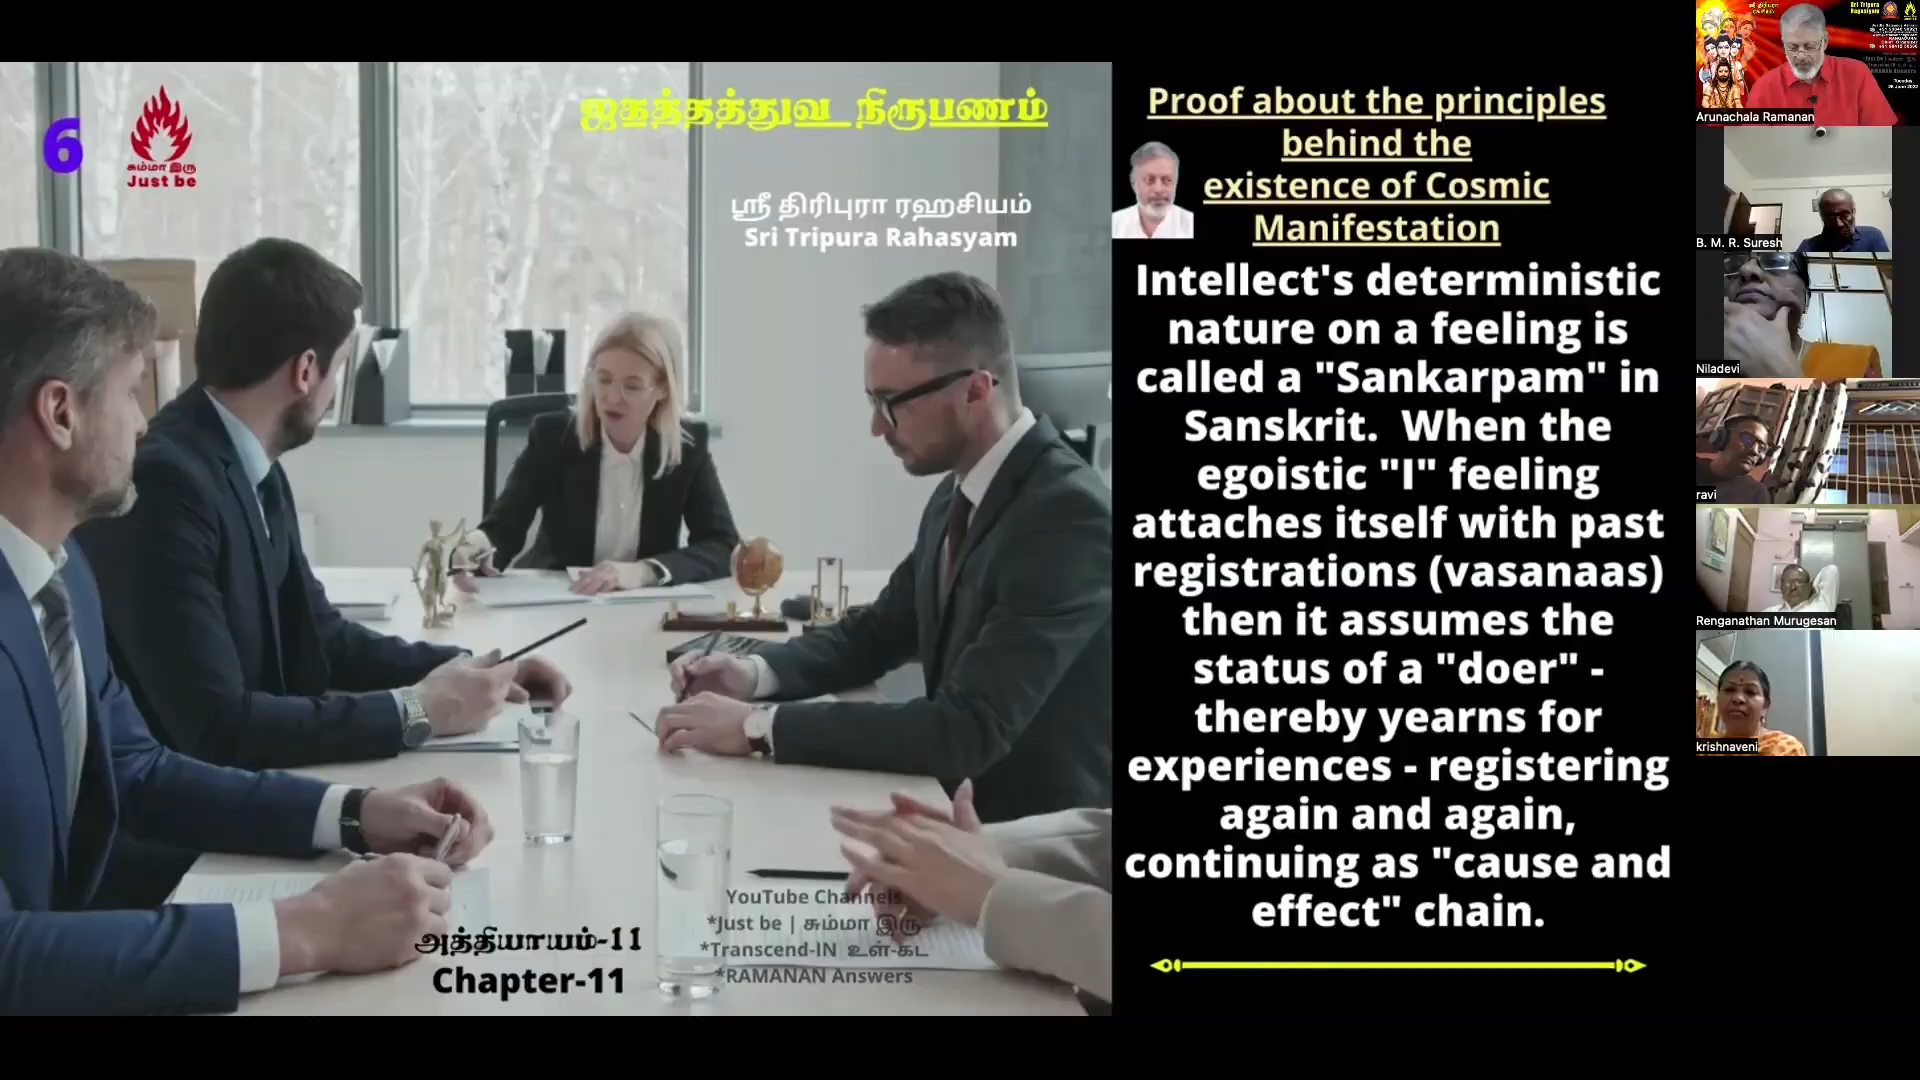 6
சும்மா இரு
Just be
ஜகத்தத்துவ நிரூபணம்
ஸ்ரீ திரிபுரா ரஹசியம்
Sri Tripura Rahasyam
அத்தியாயம்-11
Chapter-11
YouTube Channels
*Just be | சும்மா இரு
*Transcend-IN உள்-கட
*RAMANAN Answers
Proof about the principles
behind the
existence of Cosmic
Manifestation
Intellect's deterministic
nature on a feeling is
called a "Sankarpam" in
Sanskrit. When the
egoistic "I" feeling
attaches itself with past
registrations (vasanaas)
then it assumes the
status of a "doer" -
thereby yearns for
experiences - registering
again and again,
continuing as "cause and
effect" chain.
Sri Tripura
Arunachala Ramanan
B. M. R. Suresh
Niladevi
ravi
Renganathan Murugesan
krishnaveni